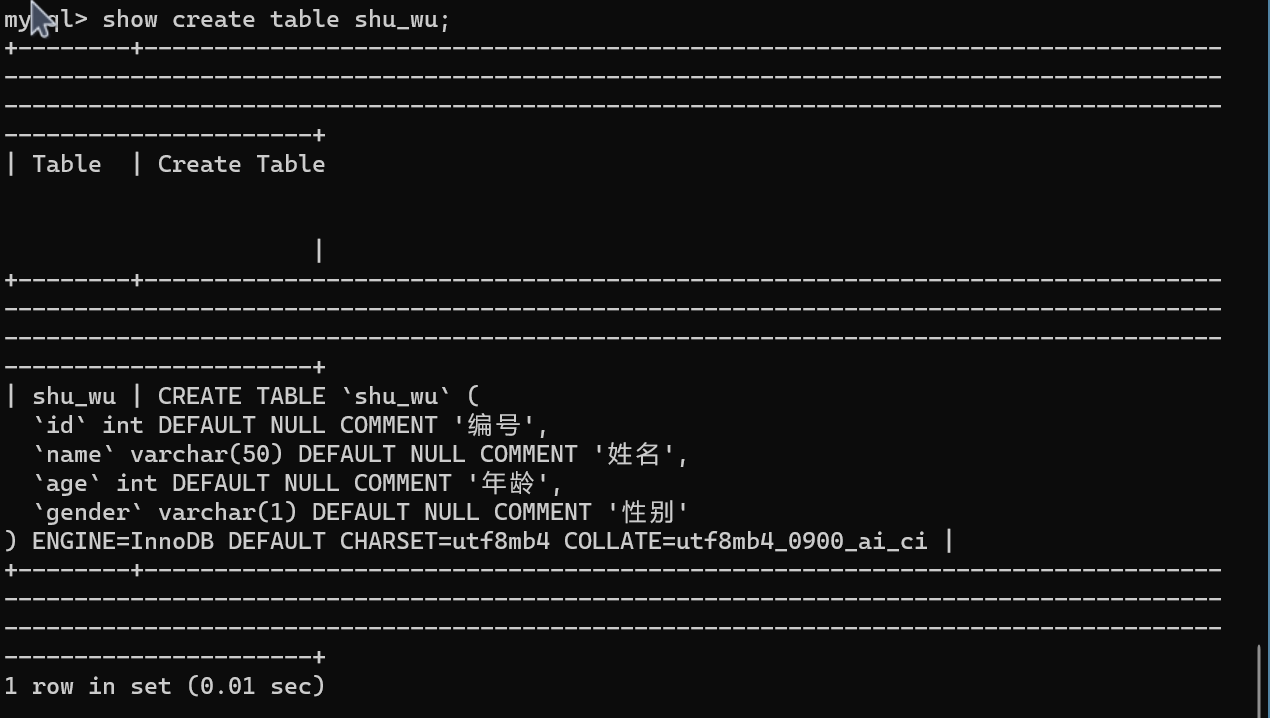 mysql> show create table shu_wu;
+--------+-----------------------------------------------------------------------------
---------------------------------------------------------------------------------------
---------------------------------------------------------------------------------------
----------------------+
| Table  | Create Table
                      |
+--------+-----------------------------------------------------------------------------
---------------------------------------------------------------------------------------
---------------------------------------------------------------------------------------
----------------------+
| shu_wu | CREATE TABLE `shu_wu` (
  `id` int DEFAULT NULL COMMENT '编号',
  `name` varchar(50) DEFAULT NULL COMMENT '姓名',
  `age` int DEFAULT NULL COMMENT '年龄',
  `gender` varchar(1) DEFAULT NULL COMMENT '性别'
) ENGINE=InnoDB DEFAULT CHARSET=utf8mb4 COLLATE=utf8mb4_0900_ai_ci |
+--------+-----------------------------------------------------------------------------
---------------------------------------------------------------------------------------
---------------------------------------------------------------------------------------
----------------------+
1 row in set (0.01 sec)